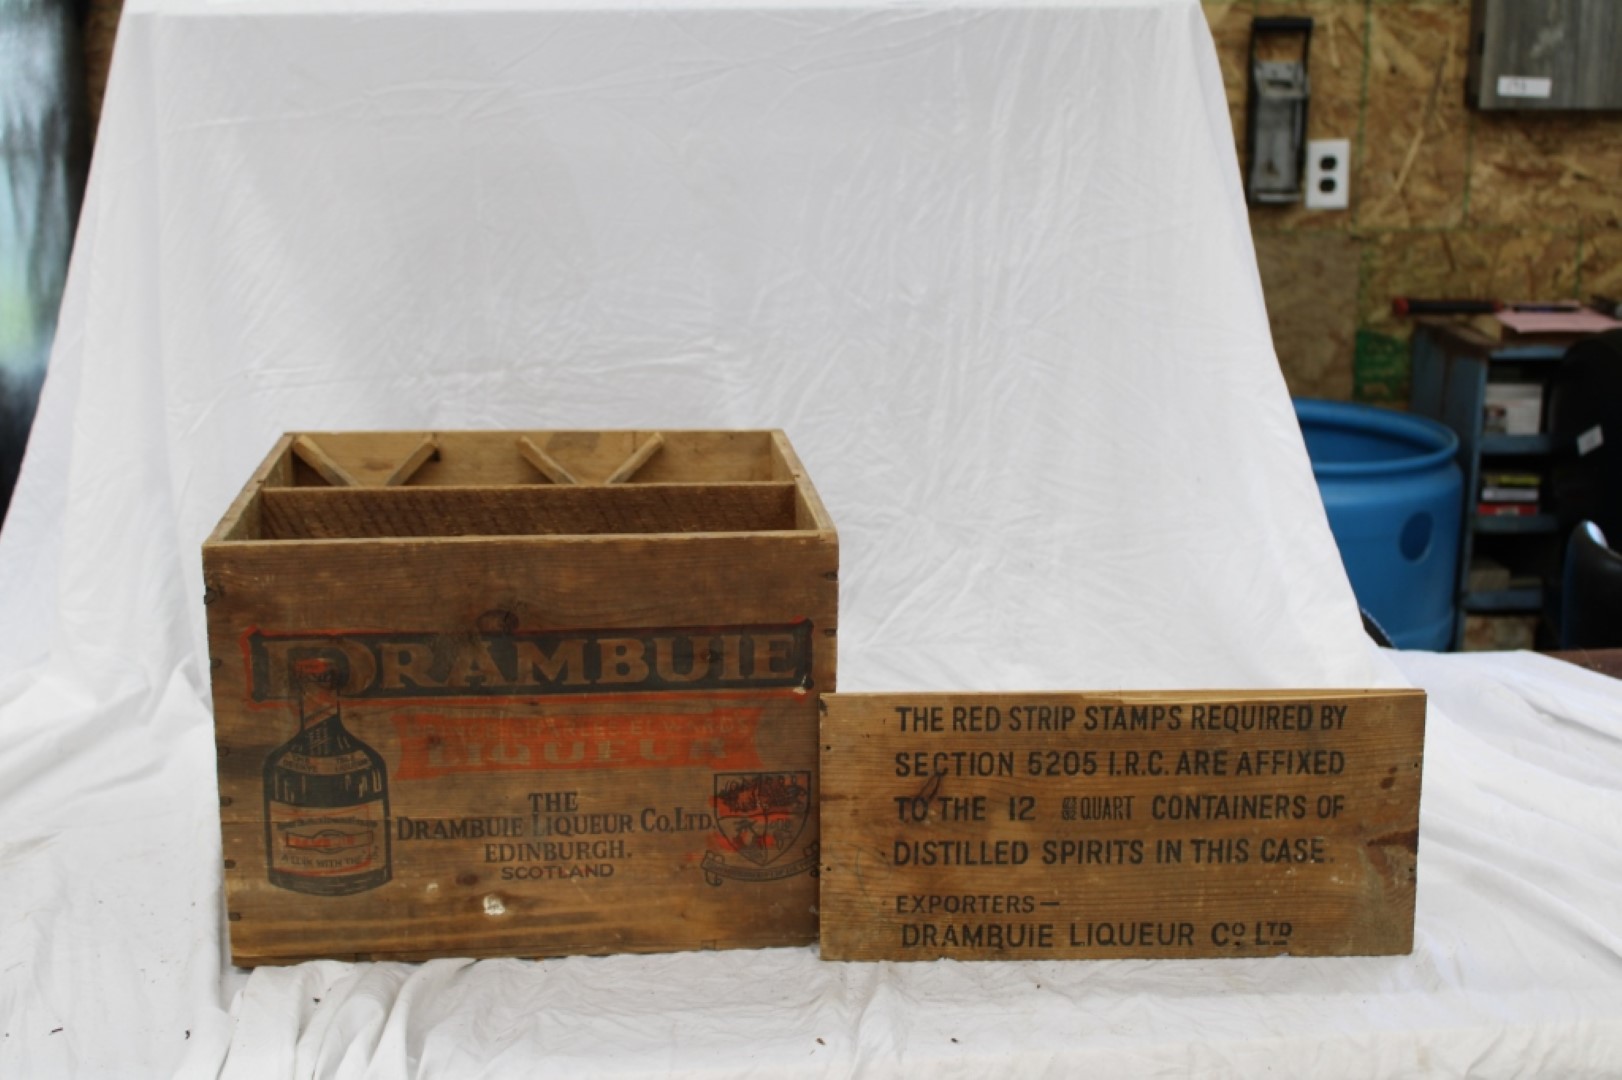 DRAMBUIE
LIQUEUR
THE
DRAMBUIE LIQUEUR CO. LTD.
EDINBURGH.
SCOTLAND
THE RED STRIP STAMPS REQUIRED BY
SECTION 5205 I.R.C. ARE AFFIXED
TO THE 12 QUART CONTAINERS OF
DISTILLED SPIRITS IN THIS CASE.
EXPORTERS—
DRAMBUIE LIQUEUR CO LTD